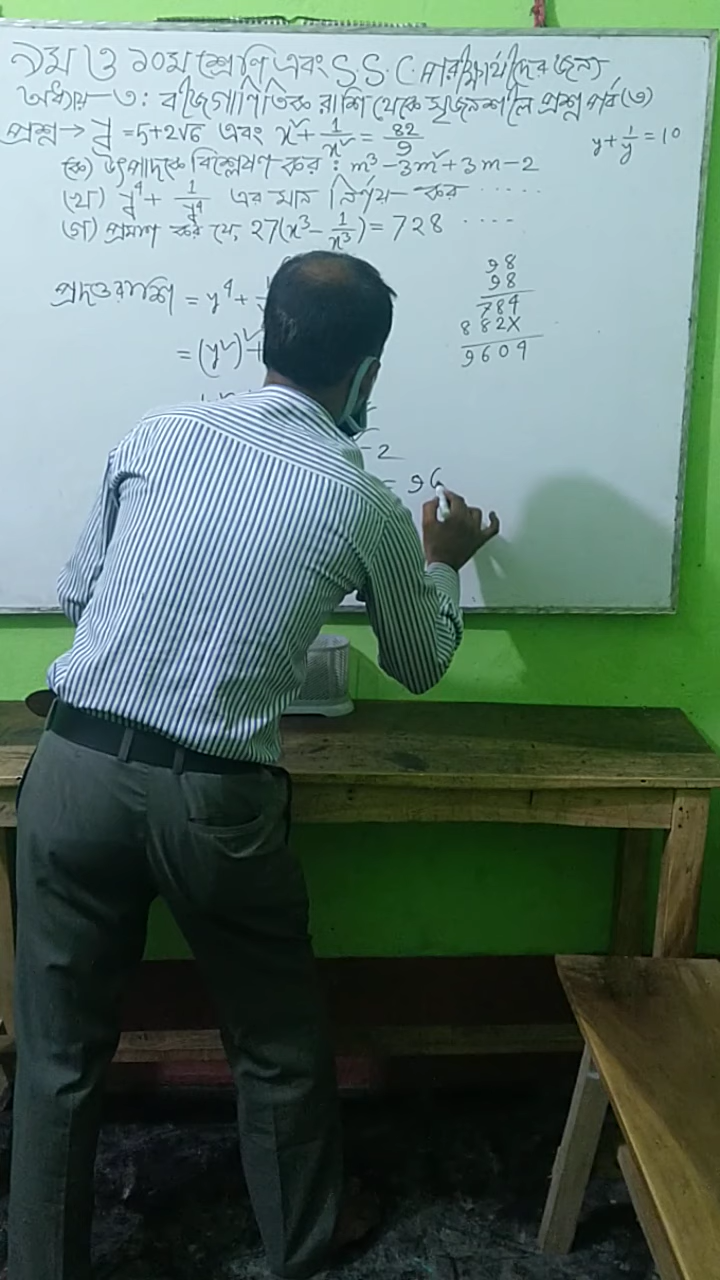 ৯ম ও ১০ম শ্রেণি এবং S.S.C. পরীক্ষার্থীদের জন্য
অধ্যায়-৩: বীজগাণিতিক রাশি থেকে সৃজনশীল প্রশ্ন পর্ব (৩)
প্রশ্ন → y = 5+2√6 এবং x² + 1/x² = 82/9
y + 1/y = 10
(ক) উৎপাদকে বিশ্লেষণ কর : m³ - 3m² + 3m - 2
(খ) y⁴ + 1/y⁴ এর মান নির্ণয় কর ......
(গ) প্রমাণ কর যে, 27(x³ - 1/x³) = 728 ....
প্রদত্তরাশি = y⁴ +
= (y²)² +
-2
= 96
98
98
784
882X
9604